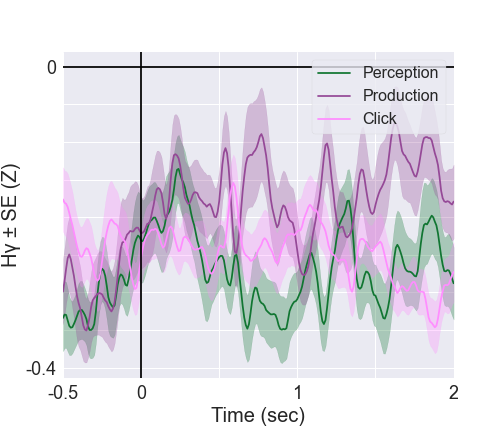 0
Perception
Production
Click
Hγ ± SE (Z)
-0.4
-0.5
0
1
2
Time (sec)